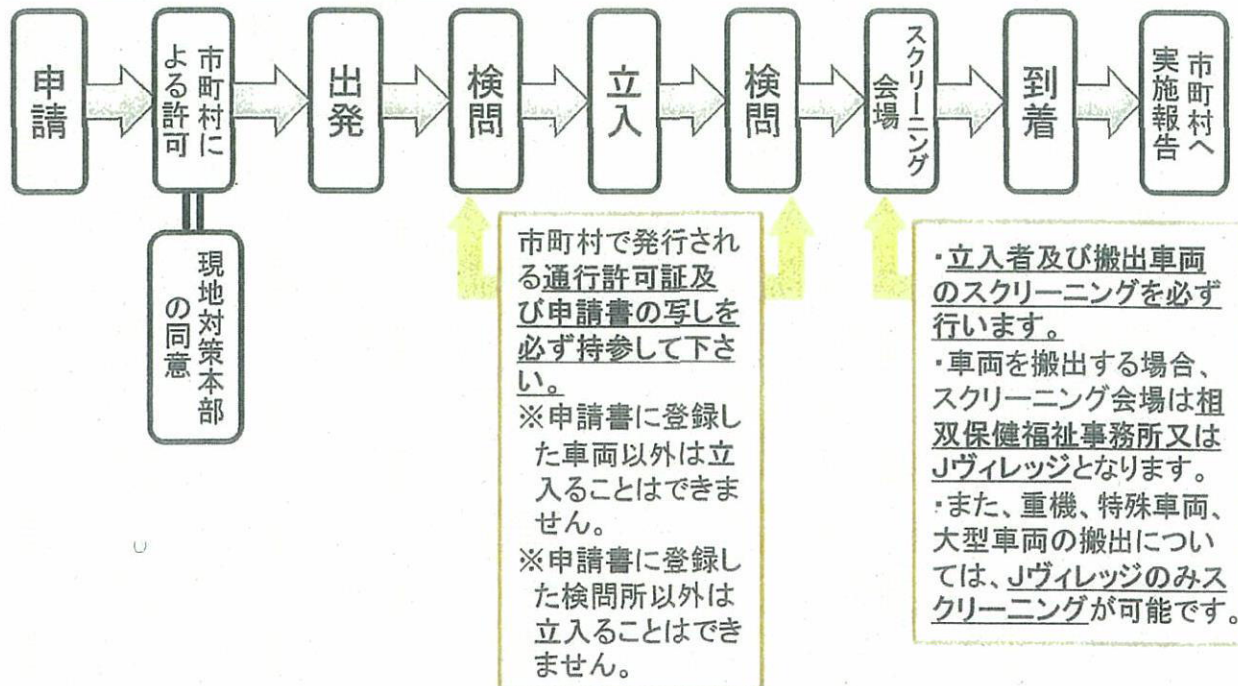 申請
市町村に
よる許可
出発
検問
立入
検問
スクリーニング
会場
到着
市町村へ
実施報告
現地対策本部
の同意
市町村で発行され
る通行許可証及
び申請書の写しを
必ず持参して下さ
い。
※申請書に登録し
た車両以外は立
入ることはできま
せん。
※申請書に登録し
た検問所以外は
立入ることはでき
ません。
・立入者及び搬出車両
のスクリーニングを必ず
行います。
・車両を搬出する場合、
スクリーニング会場は相
双保健福祉事務所又は
Jヴィレッジとなります。
・また、重機、特殊車両、
大型車両の搬出につい
ては、Jヴィレッジのみス
クリーニングが可能です。